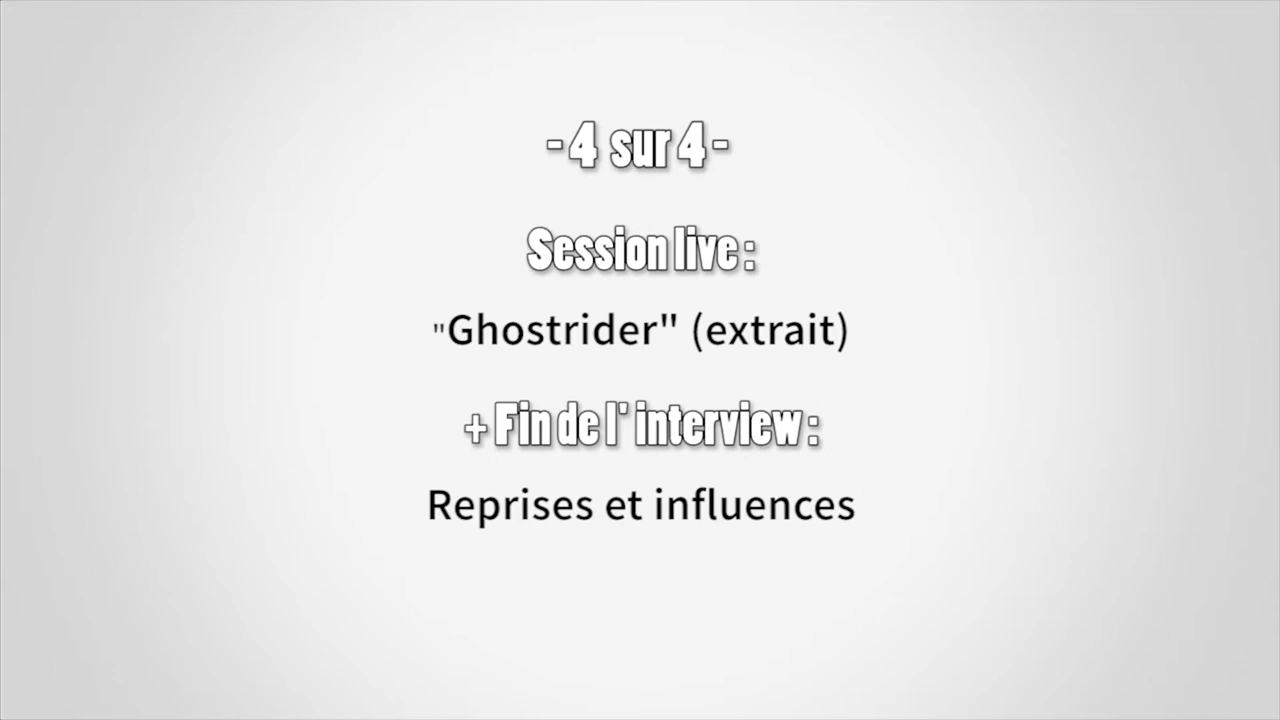 - 4 sur 4 -
Session live :
"Ghostrider" (extrait)
+ Fin de l' interview :
Reprises et influences